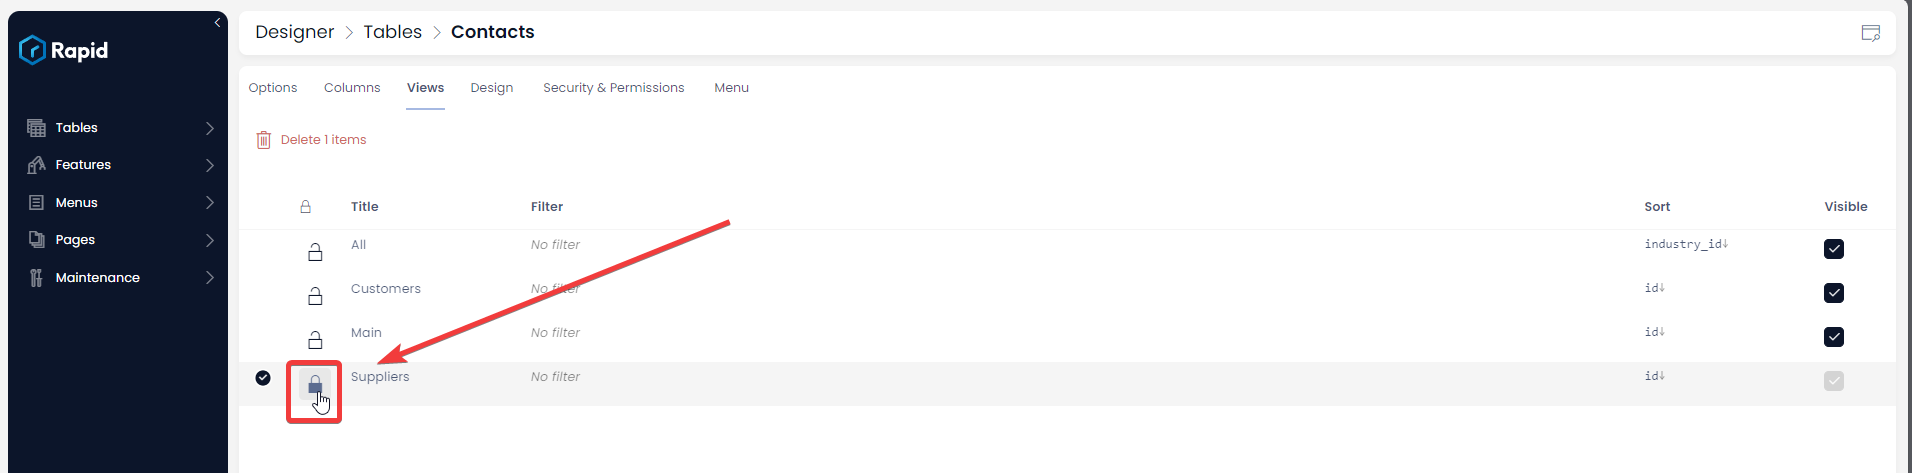 Rapid
Tables
Features
Menus
Pages
Maintenance
Designer > Tables > Contacts
Options Columns Views Design Security & Permissions Menu
Delete 1 items
Title Filter Sort Visible
All No filter industry_id↓
Customers No filter id↓
Main No filter id↓
Suppliers No filter id↓